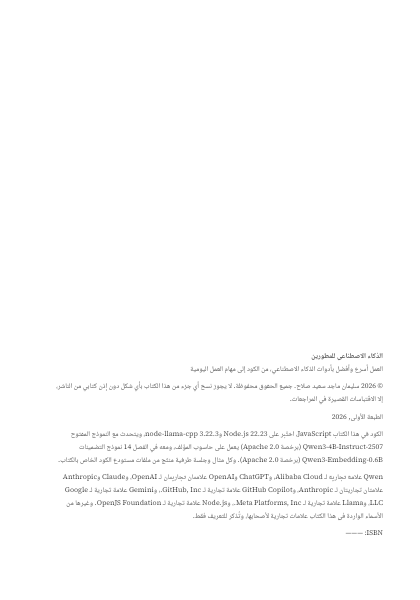 الذكاء الاصطناعي للمطورين
العمل أسرع وأفضل بأدوات الذكاء الاصطناعي، من الكود إلى مهام العمل اليومية
© 2026 سليمان ماجد سعيد صلاح. جميع الحقوق محفوظة. لا يجوز نسخ أي جزء من هذا الكتاب بأي شكل دون إذن كتابي من الناشر،
إلا الاقتباسات القصيرة في المراجعات.
الطبعة الأولى، 2026
الكود في هذا الكتاب JavaScript، اختبر على Node.js 22.23 وnode-llama-cpp 3.22.3، ويتحدث مع النموذج المفتوح
Qwen3-4B-Instruct-2507 (برخصة Apache 2.0) يعمل على حاسوب المؤلف، ومعه في الفصل 14 نموذج التضمينات
Qwen3-Embedding-0.6B (برخصة Apache 2.0). وكل مثال وجلسة طرفية منتج من ملفات مستودع الكود الخاص بالكتاب.
Qwen علامة تجارية لـ Alibaba Cloud، وChatGPT وOpenAI علامتان تجاريتان لـ OpenAI، وClaude وAnthropic
علامتان تجاريتان لـ Anthropic، وGitHub Copilot علامة تجارية لـ GitHub, Inc.، وGemini علامة تجارية لـ Google
LLC، وLlama علامة تجارية لـ Meta Platforms, Inc.، وNode.js علامة تجارية لـ OpenJS Foundation. وغيرها من
الأسماء الواردة في هذا الكتاب علامات تجارية لأصحابها، وتُذكر للتعريف فقط.
ISBN: ———